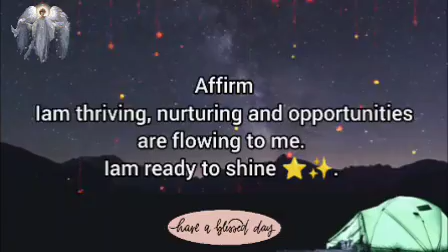 Affirm
Iam thriving, nurturing and opportunities
are flowing to me.
Iam ready to shine ⭐✨.
have a blessed day